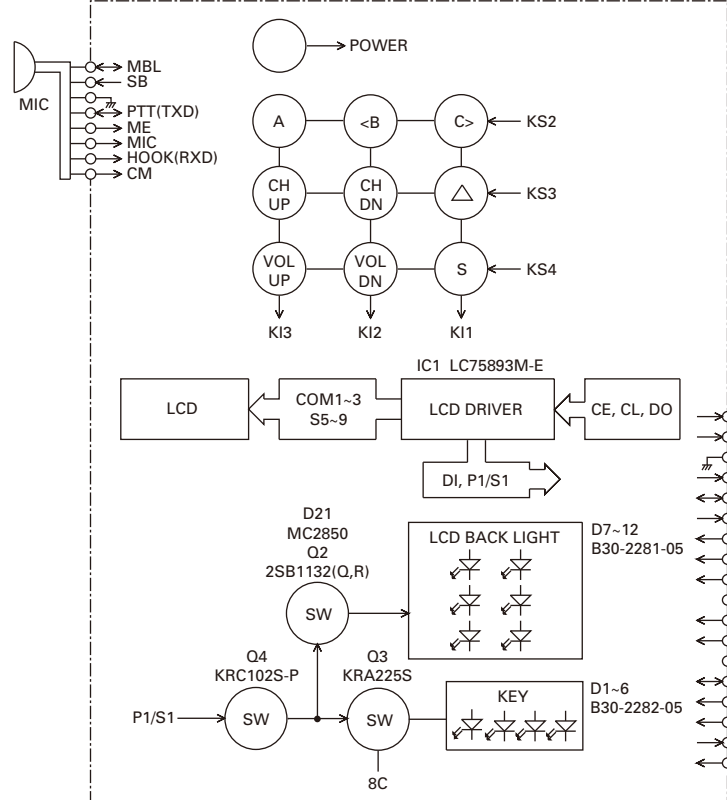 POWER
MIC
MBL
SB
PTT(TXD)
ME
MIC
HOOK(RXD)
CM
A
<B
C>
KS2
CH
UP
CH
DN
KS3
VOL
UP
VOL
DN
S
KS4
KI3
KI2
KI1
IC1 LC75893M-E
LCD
COM1~3
S5~9
LCD DRIVER
CE, CL, DO
DI, P1/S1
D21
MC2850
Q2
2SB1132(Q,R)
SW
LCD BACK LIGHT
D7~12
B30-2281-05
Q4
KRC102S-P
Q3
KRA225S
P1/S1
SW
SW
8C
KEY
D1~6
B30-2282-05